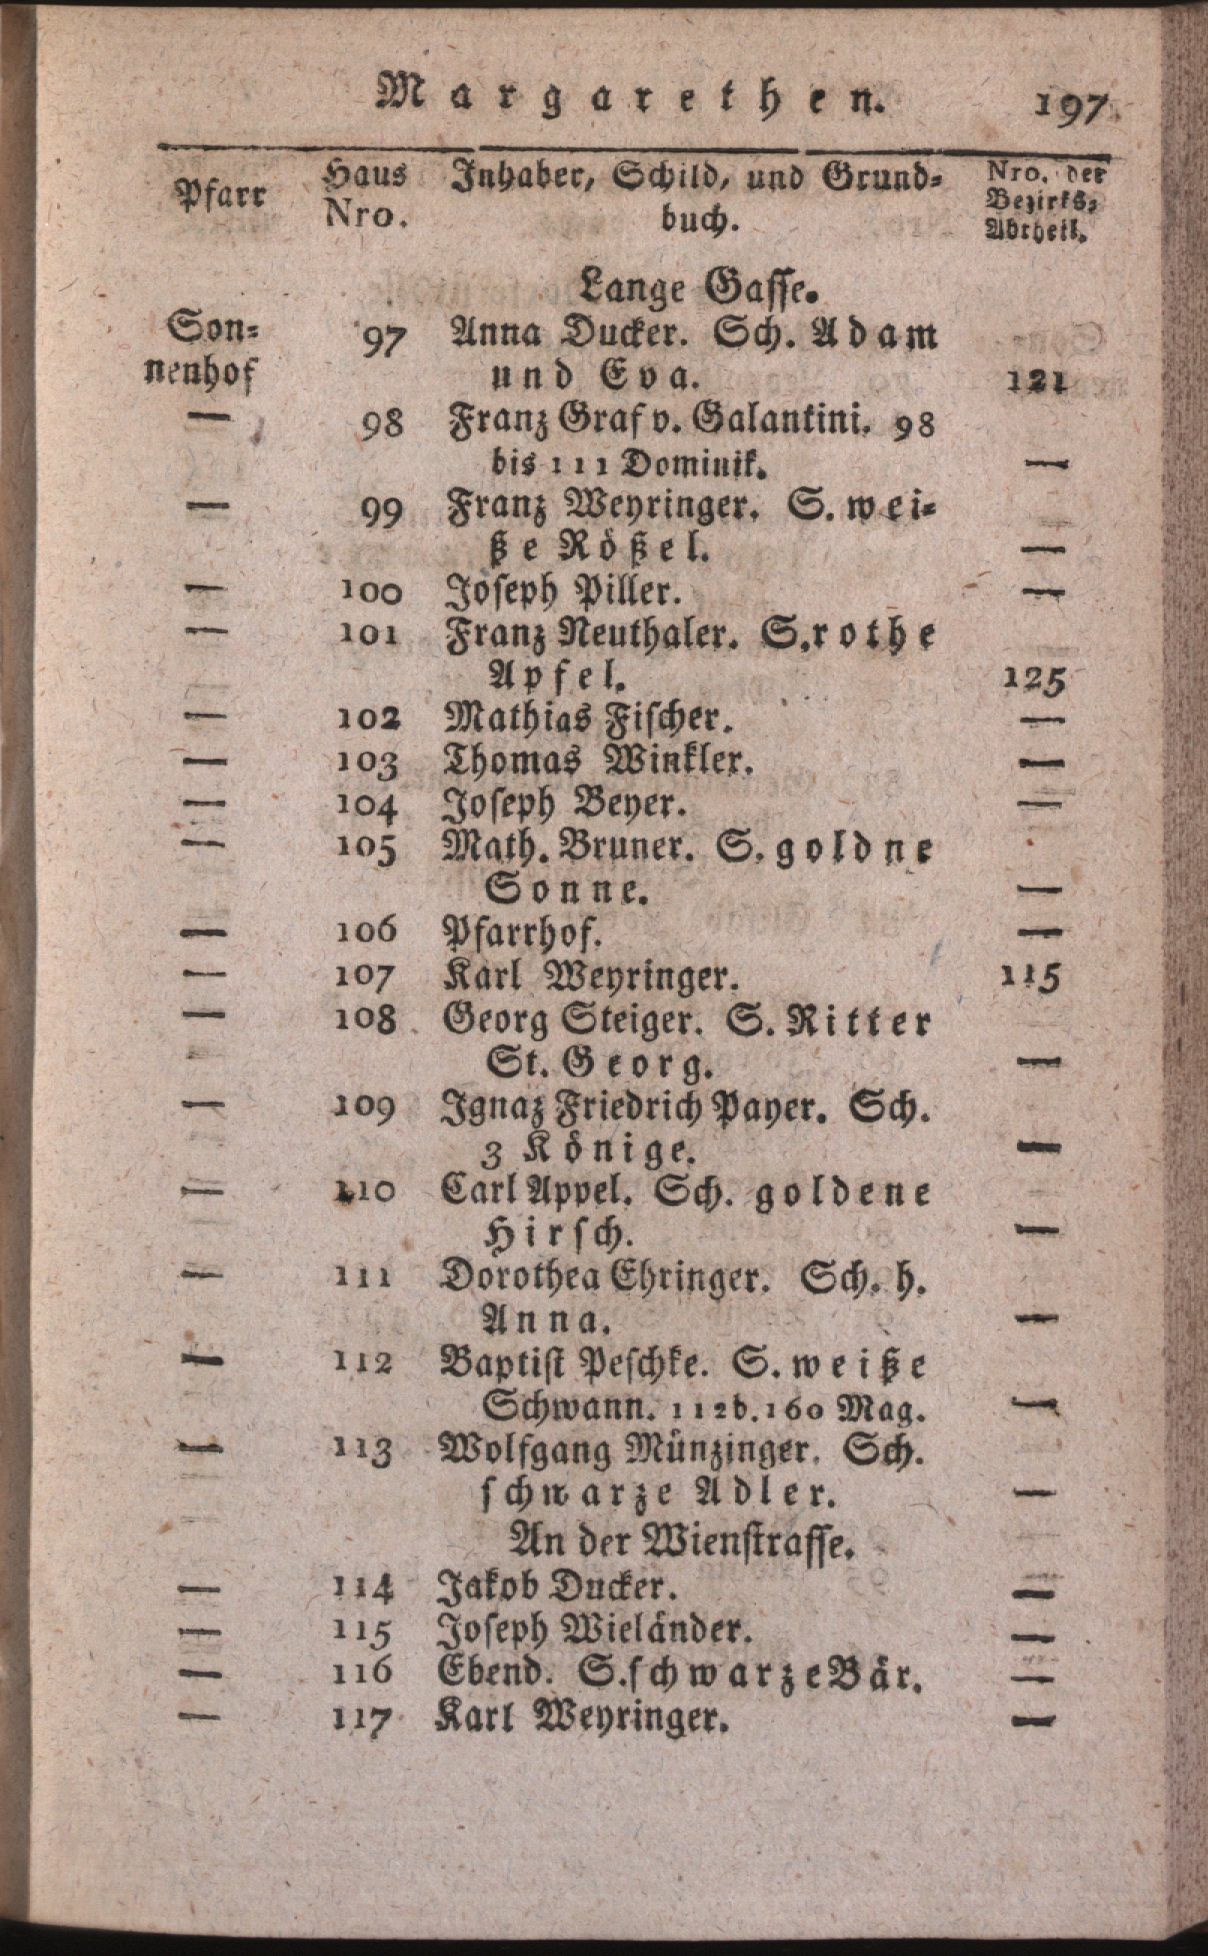 Margarethen. 197
Pfarr Haus Nro. Inhaber, Schild, und Grund= Nro. der Bezirks=
buch. Abtheil.
Lange Gasse.
Son= 97 Anna Ducker. Sch. Adam
nenhof und Eva. 121
— 98 Franz Graf v. Galantini. 98
bis 111 Dominik. —
— 99 Franz Weyringer. S. wei=
ße Rößel. —
— 100 Joseph Piller. —
— 101 Franz Neuthaler. S. rothe
Apfel. 125
— 102 Mathias Fischer. —
— 103 Thomas Winkler. —
— 104 Joseph Beyer. —
— 105 Math. Bruner. S. goldne
Sonne. —
— 106 Pfarrhof. —
— 107 Karl Weyringer. 115
— 108 Georg Steiger. S. Ritter
St. Georg. —
— 109 Ignaz Friedrich Payer. Sch.
3 Könige. —
— 110 Carl Appel. Sch. goldene
Hirsch. —
— 111 Dorothea Ehringer. Sch. h.
Anna. —
— 112 Baptist Peschke. S. weiße
Schwann. 112b. 160 Mag. —
— 113 Wolfgang Münzinger. Sch.
schwarze Adler. —
An der Wienstrasse.
— 114 Jakob Ducker. —
— 115 Joseph Wieländer. —
— 116 Ebend. S. schwarze Bär. —
— 117 Karl Weyringer. —